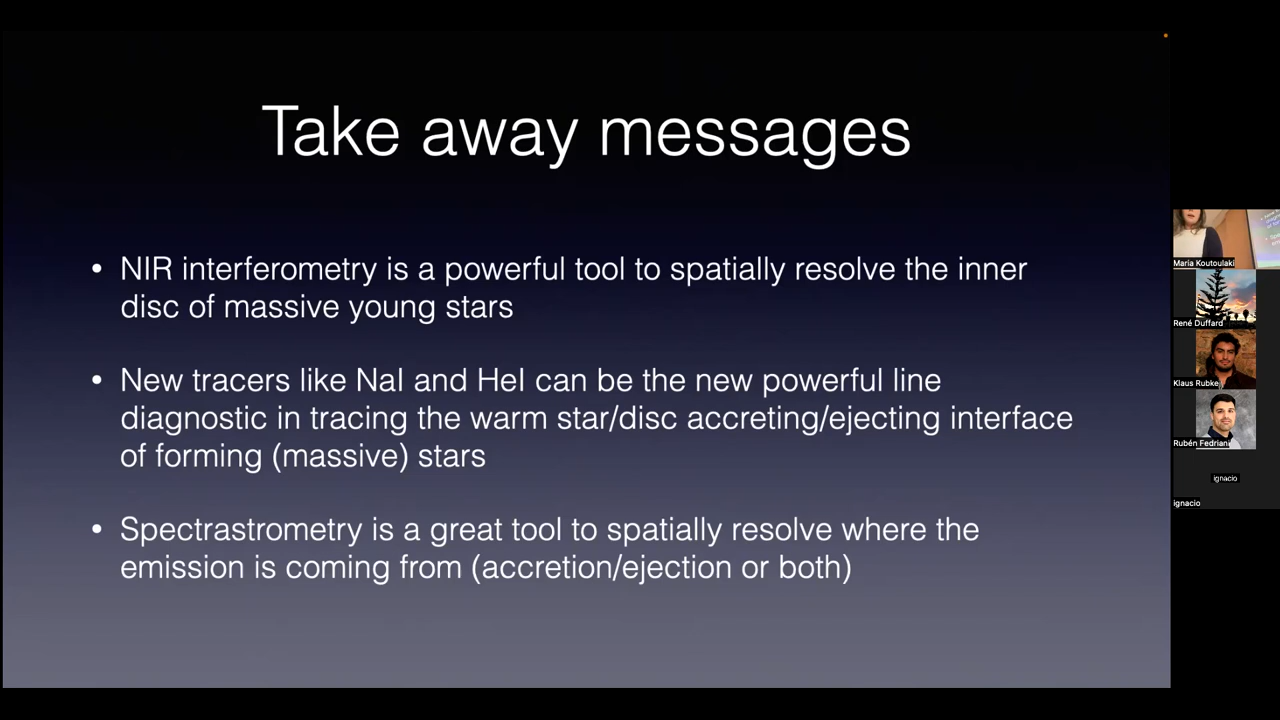 Take away messages
• NIR interferometry is a powerful tool to spatially resolve the inner
disc of massive young stars
• New tracers like NaI and HeI can be the new powerful line
diagnostic in tracing the warm star/disc accreting/ejecting interface
of forming (massive) stars
• Spectrastrometry is a great tool to spatially resolve where the
emission is coming from (accretion/ejection or both)
Maria Koutoulaki
René Duffard
Klaus Rubke
Rubén Fedriani
ignacio
ignacio